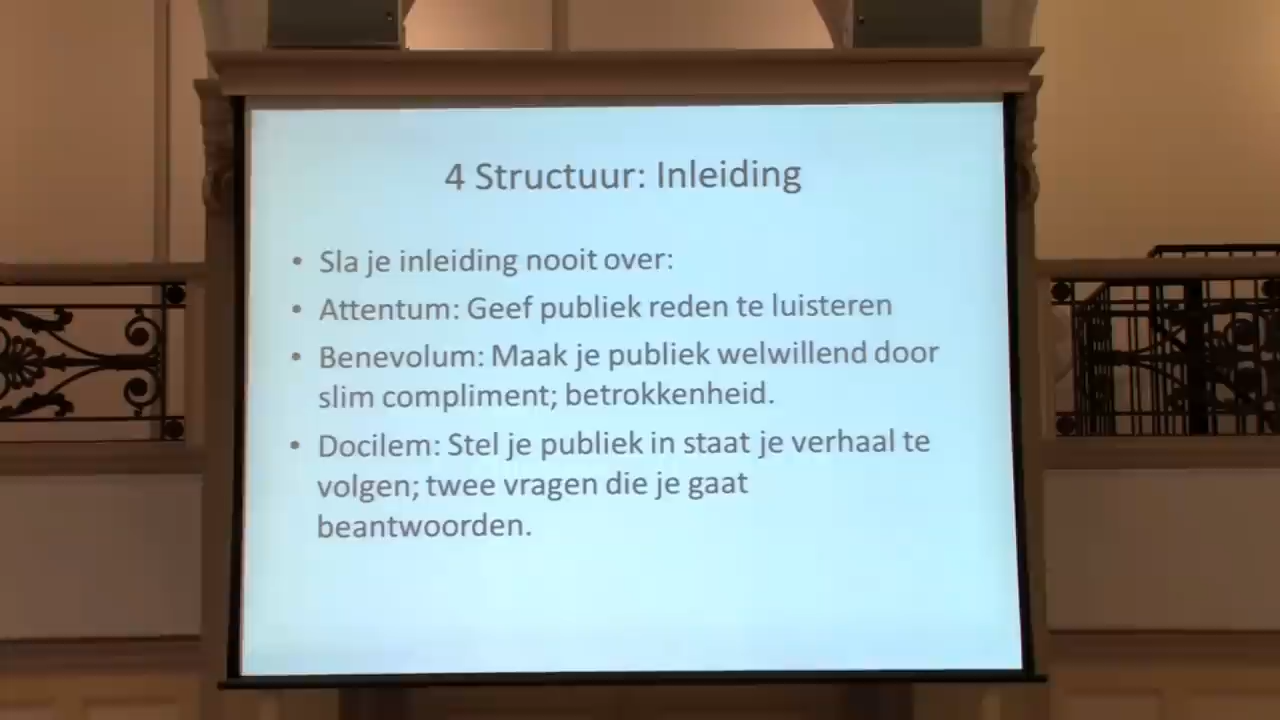 4 Structuur: Inleiding
• Sla je inleiding nooit over:
• Attentum: Geef publiek reden te luisteren
• Benevolum: Maak je publiek welwillend door
slim compliment; betrokkenheid.
• Docilem: Stel je publiek in staat je verhaal te
volgen; twee vragen die je gaat
beantwoorden.